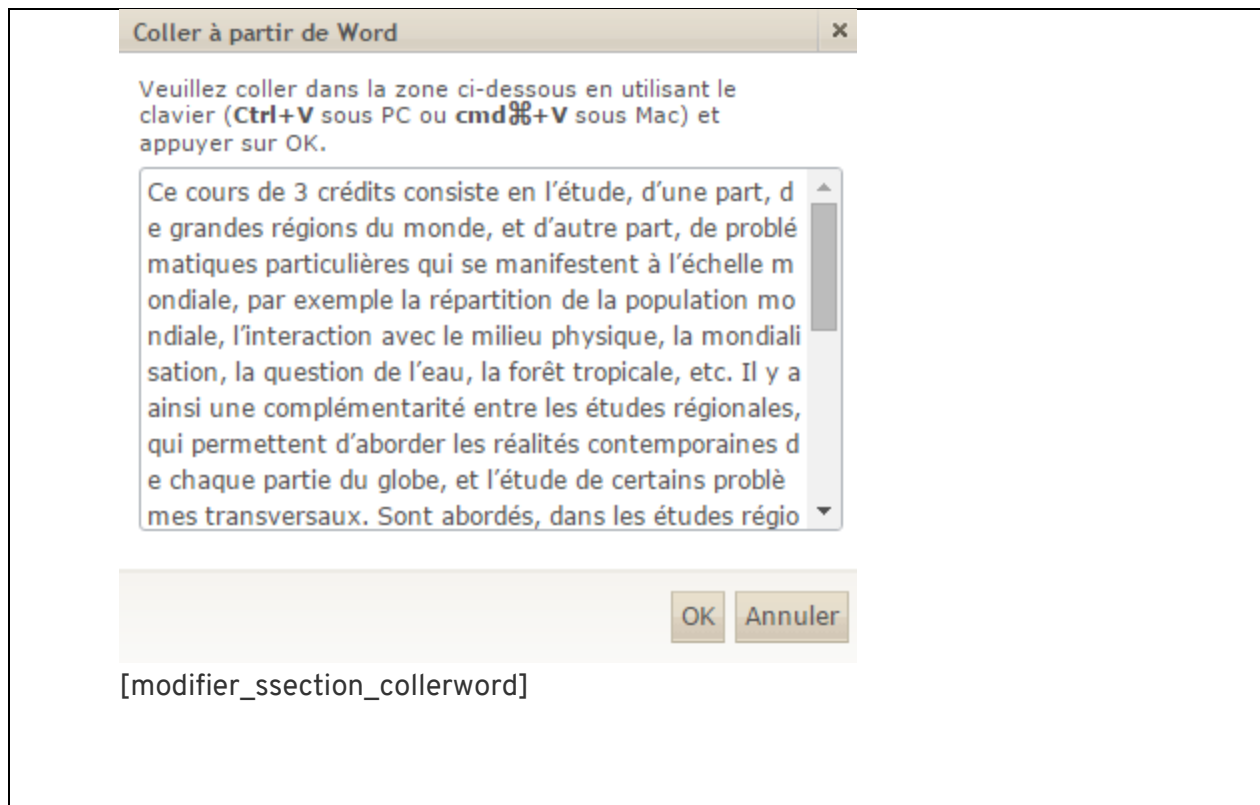 Coller à partir de Word ×
Veuillez coller dans la zone ci-dessous en utilisant le
clavier (Ctrl+V sous PC ou cmd⌘+V sous Mac) et
appuyer sur OK.
Ce cours de 3 crédits consiste en l’étude, d’une part, d
e grandes régions du monde, et d’autre part, de problé
matiques particulières qui se manifestent à l’échelle m
ondiale, par exemple la répartition de la population mo
ndiale, l’interaction avec le milieu physique, la mondiali
sation, la question de l’eau, la forêt tropicale, etc. Il y a
ainsi une complémentarité entre les études régionales,
qui permettent d’aborder les réalités contemporaines d
e chaque partie du globe, et l’étude de certains problè
mes transversaux. Sont abordés, dans les études régio
OK Annuler
[modifier_ssection_collerword]